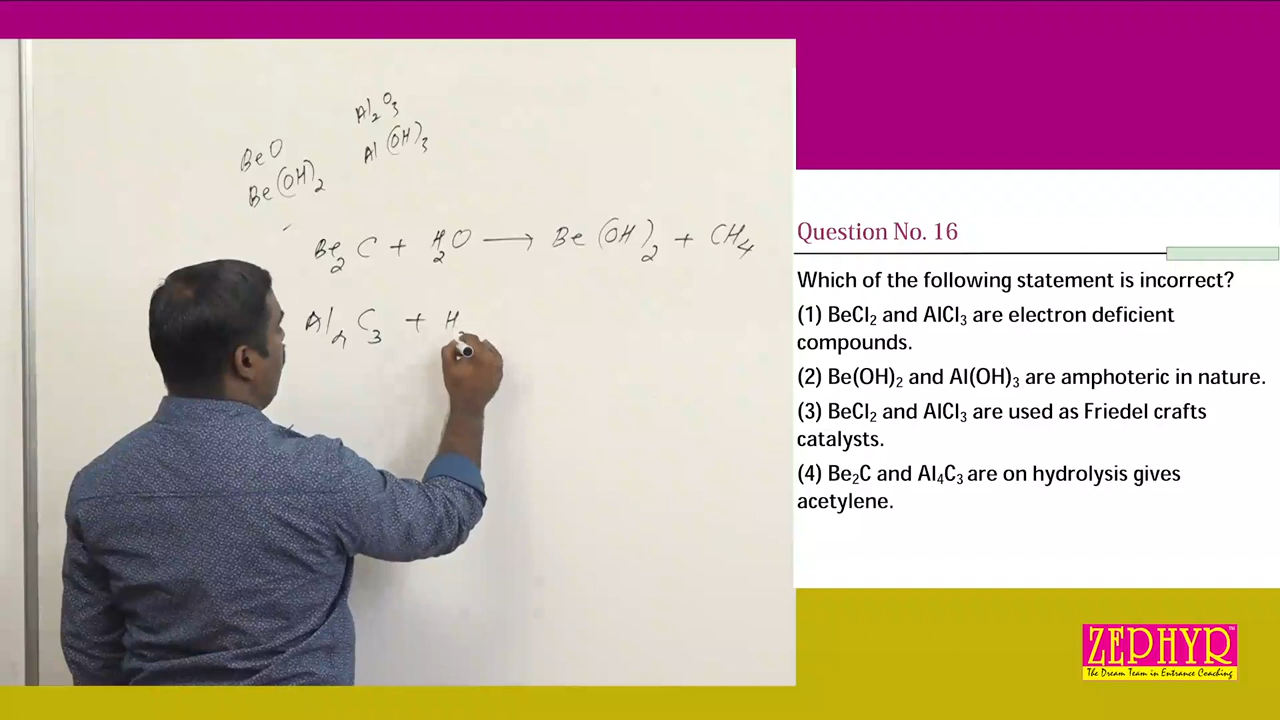 Al₂O₃
Al(OH)₃
BeO
Be(OH)₂
Be₂C + H₂O ⟶ Be(OH)₂ + CH₄
Al₄C₃ + H₂
Question No. 16
Which of the following statement is incorrect?
(1) BeCl₂ and AlCl₃ are electron deficient
compounds.
(2) Be(OH)₂ and Al(OH)₃ are amphoteric in nature.
(3) BeCl₂ and AlCl₃ are used as Friedel crafts
catalysts.
(4) Be₂C and Al₄C₃ are on hydrolysis gives
acetylene.
ZEPHYR™
The Dream Team in Entrance Coaching